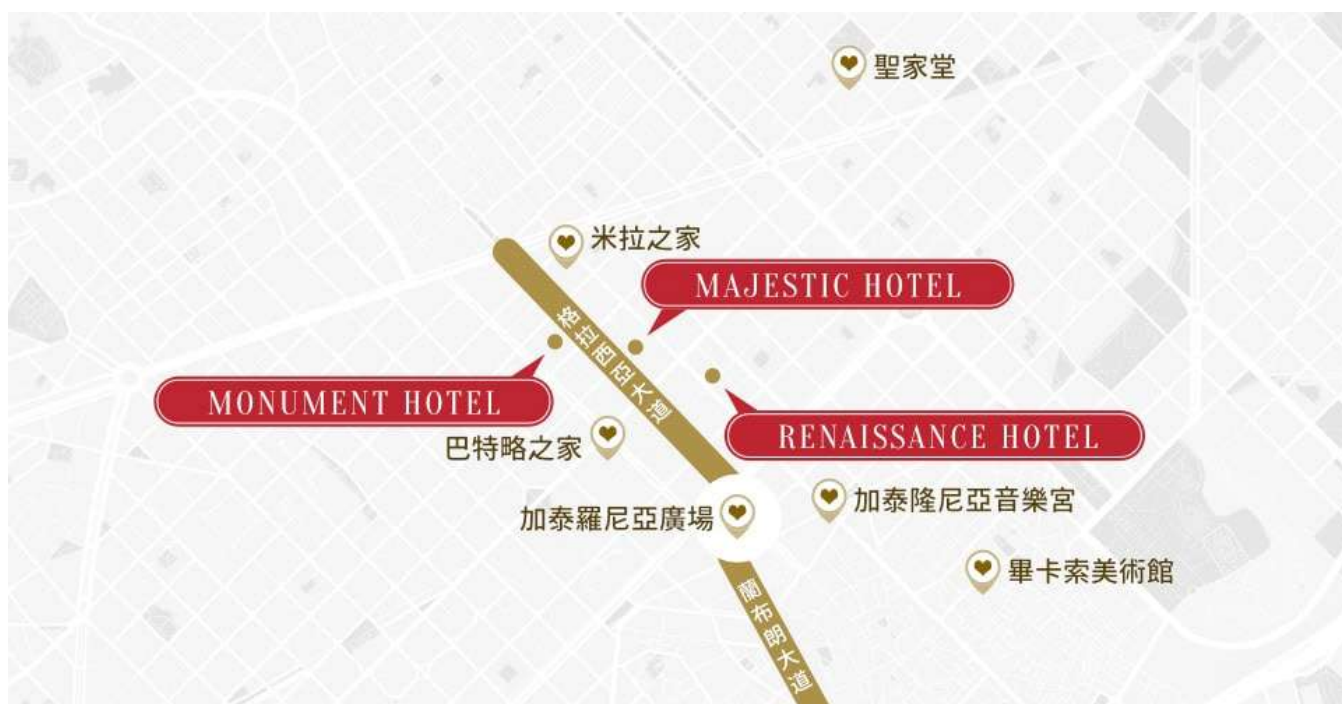 聖家堂
米拉之家
MAJESTIC HOTEL
格拉西亞大道
MONUMENT HOTEL
RENAISSANCE HOTEL
巴特略之家
加泰隆尼亞音樂宮
加泰羅尼亞廣場
畢卡索美術館
蘭布朗大道